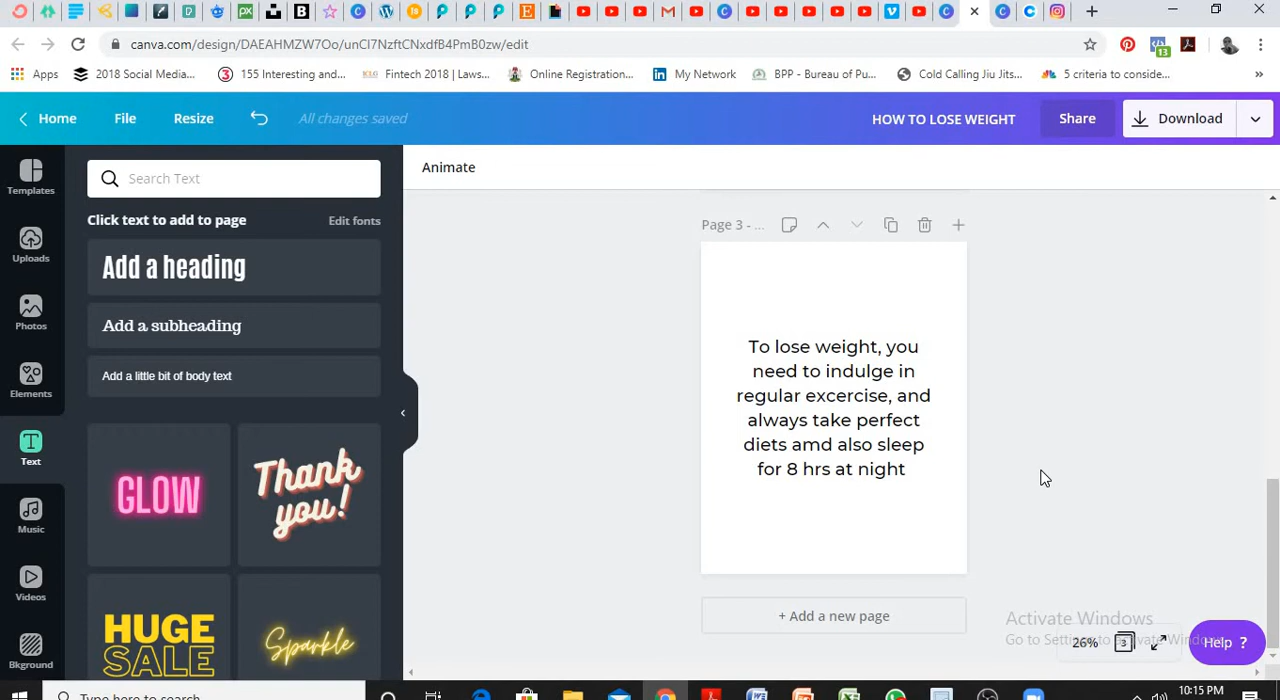 canva.com/design/DAEAHMZW7Oo/unCI7NzftCNxdfB4PmB0zw/edit
Apps
2018 Social Media...
155 Interesting and...
Fintech 2018 | Laws...
Online Registration...
My Network
BPP - Bureau of Pu...
Cold Calling Jiu Jits...
5 criteria to conside...
»
13
Home
File
Resize
All changes saved
HOW TO LOSE WEIGHT
Share
Download
Templates
Uploads
Photos
Elements
Text
Music
Videos
Bkground
Search Text
Click text to add to page
Edit fonts
Add a heading
Add a subheading
Add a little bit of body text
GLOW
Thank
you!
HUGE
SALE
Sparkle
Animate
Page 3 - ...
To lose weight, you
need to indulge in
regular excercise, and
always take perfect
diets amd also sleep
for 8 hrs at night
+ Add a new page
Activate Windows
Go to Settings to activate Windows.
26%
3
Help ?
Type here to search
10:15 PM